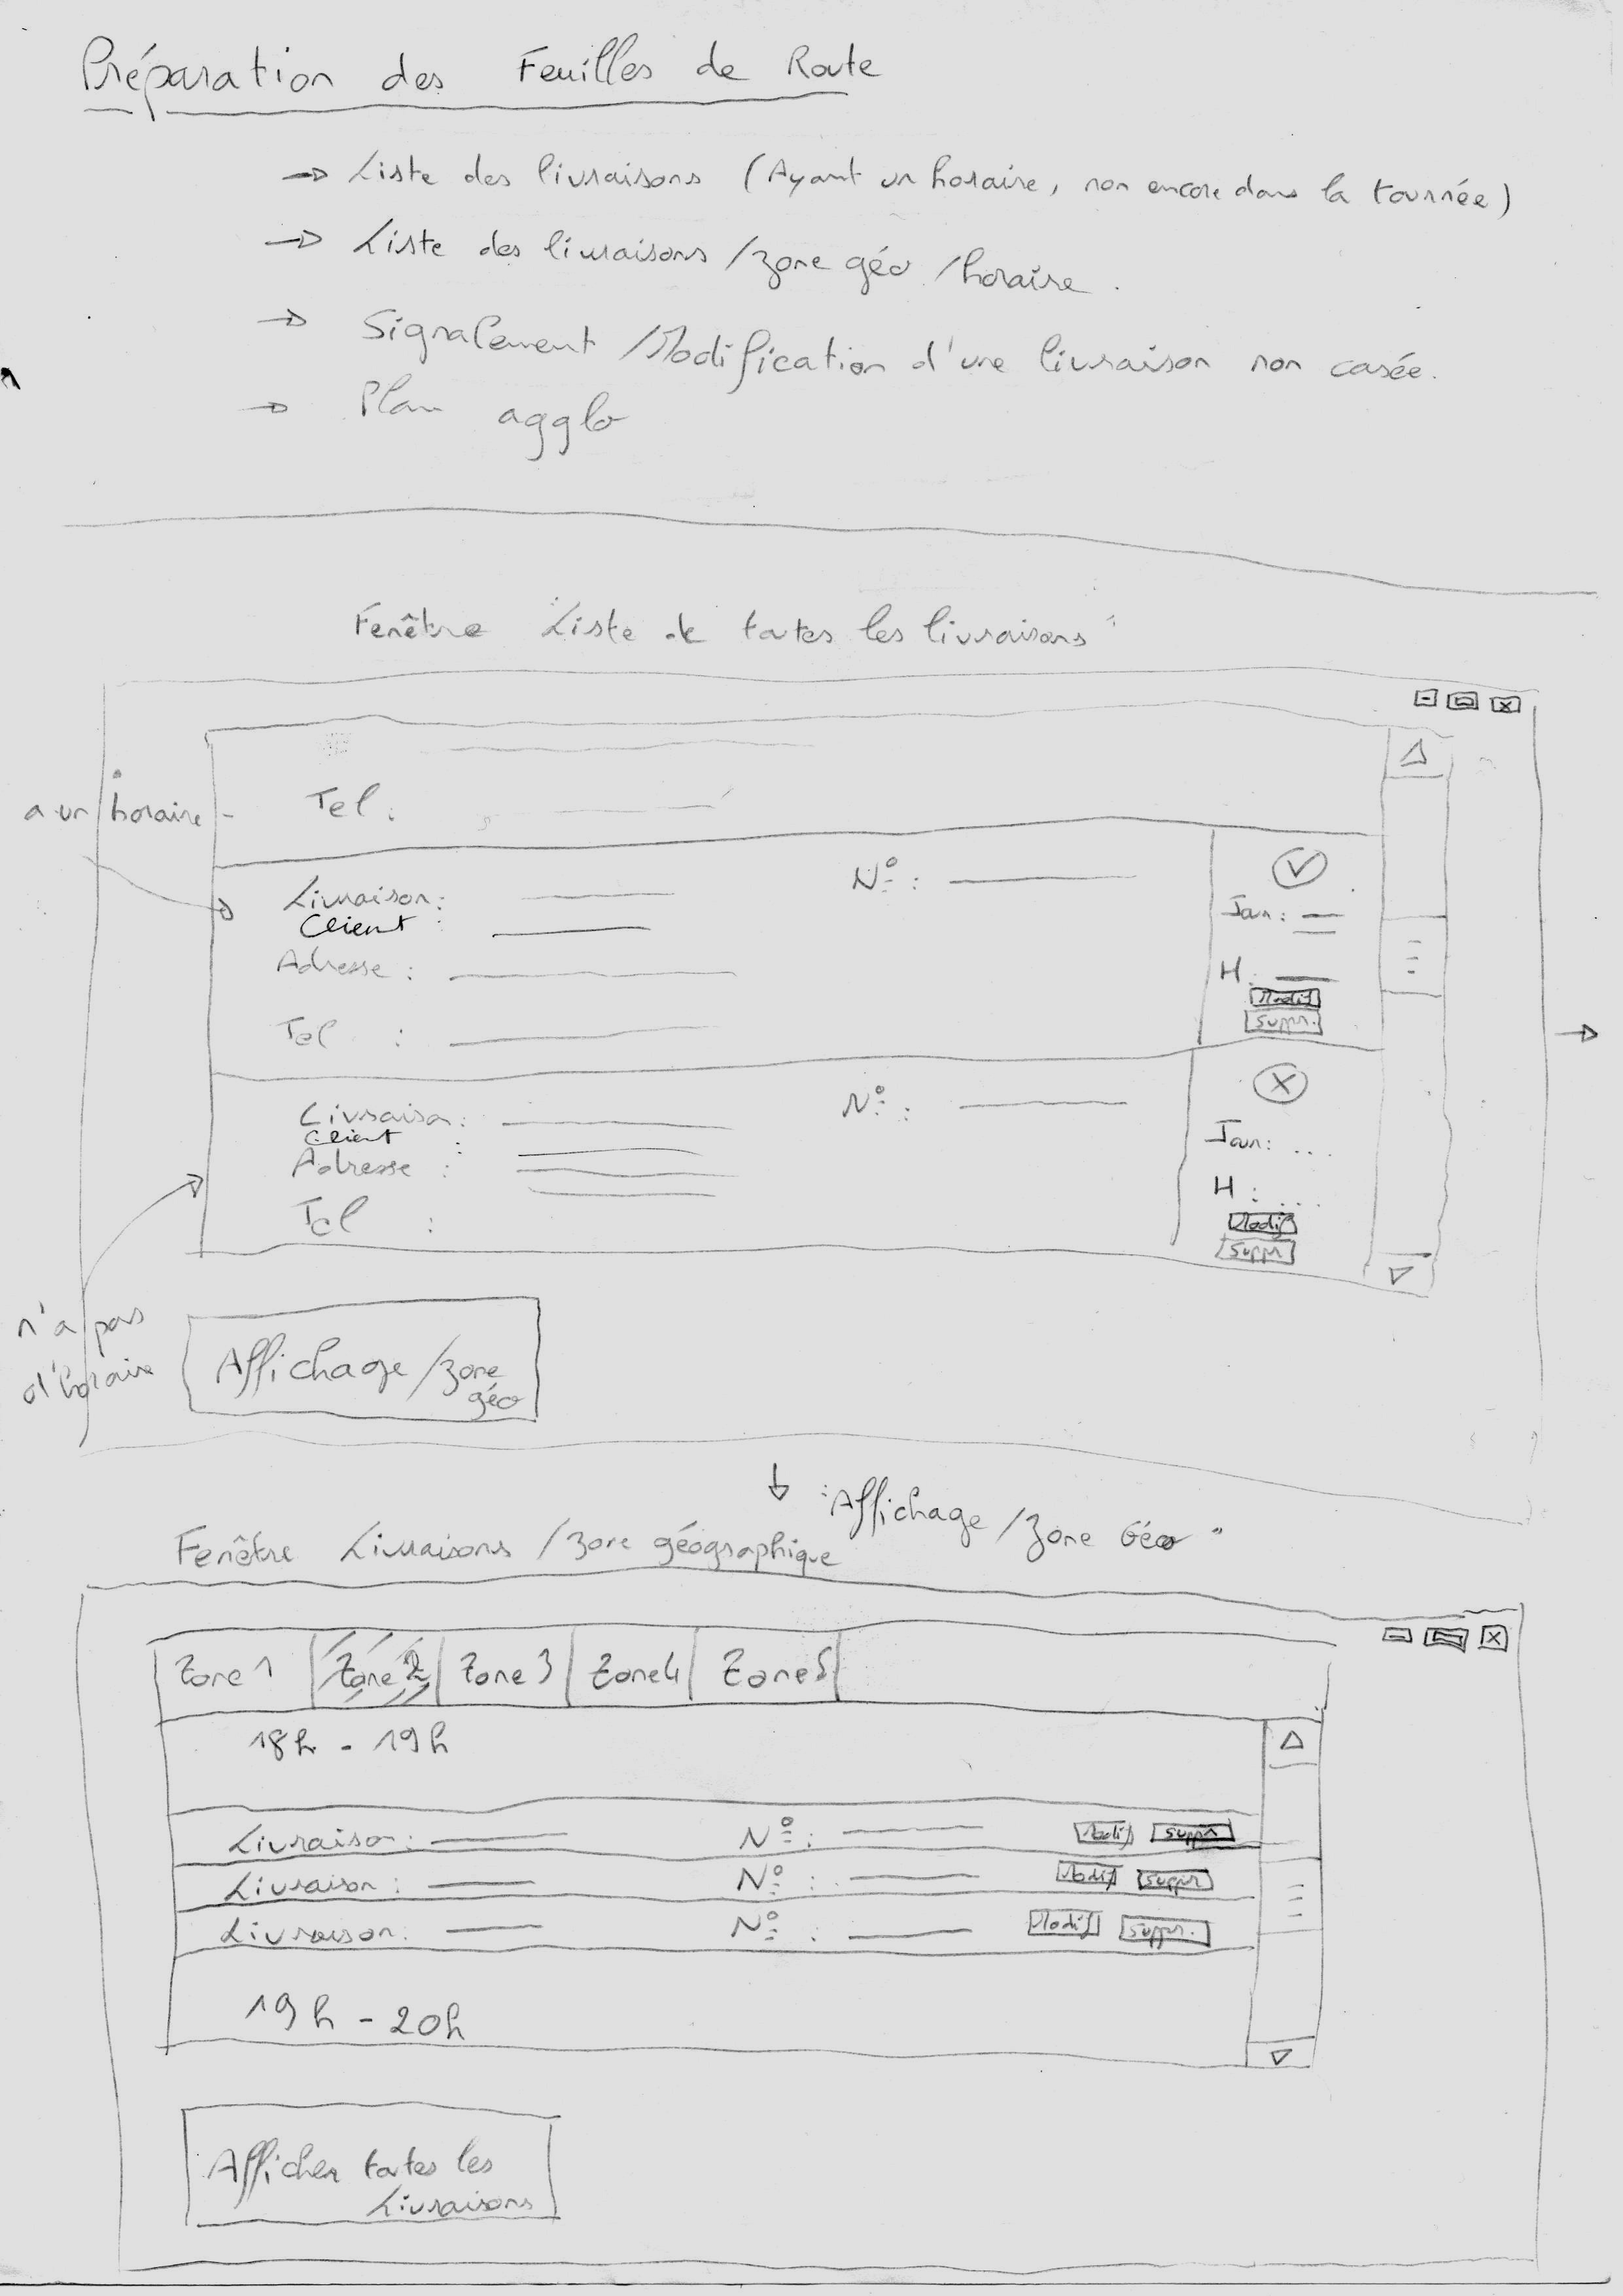 Préparation des Feuilles de Route
→ Liste des livraisons (Ayant un horaire, non encore dans la tournée)
→ Liste des livraisons /zone géo /horaire.
→ Signalement /Modification d'une livraison non casée.
→ Plan agglo
Fenêtre Liste de toutes les livraisons
a un horaire
Tel :
Livraison :
N° :
Client :
Jour :
Adresse :
H :
Modif
Tel :
Suppr.
Livraison :
N° :
Client :
Jour : ...
Adresse :
H : ...
Tel :
Modif
Suppr
n'a pas
d'horaire
Affichage /zone
géo
↓ "Affichage /Zone Géo"
Fenêtre Livraisons /zone géographique
Zone 1 Zone 2 Zone 3 Zone 4 Zone 5
18h - 19h
Livraison : N° : Modif Suppr
Livraison : N° : Modif Suppr
Livraison : N° : Modif Suppr.
19h - 20h
Afficher toutes les
Livraisons